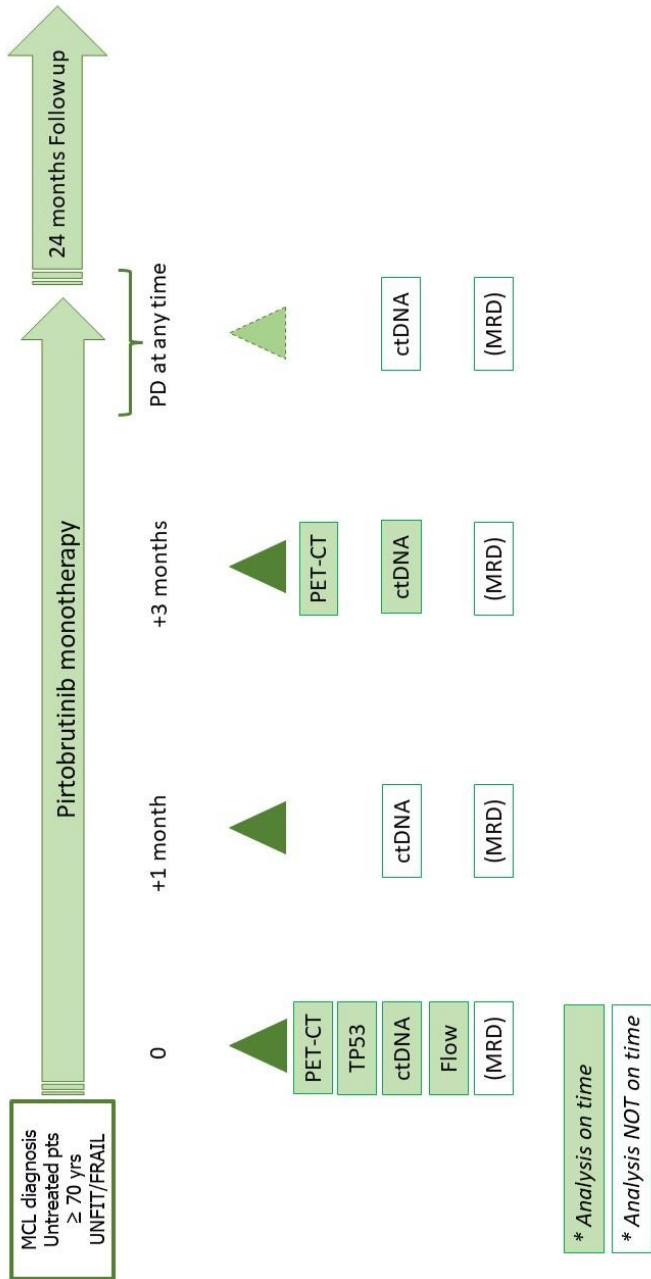 MCL diagnosis
Untreated pts
≥ 70 yrs
UNFIT/FRAIL
Pirtobrutinib monotherapy
24 months Followup
0
+1 month
+3 months
PD at any time
PET-CT
TP53
ctDNA
Flow
(MRD)
ctDNA
(MRD)
PET-CT
ctDNA
(MRD)
ctDNA
(MRD)
* Analysis on time
* Analysis NOT on time